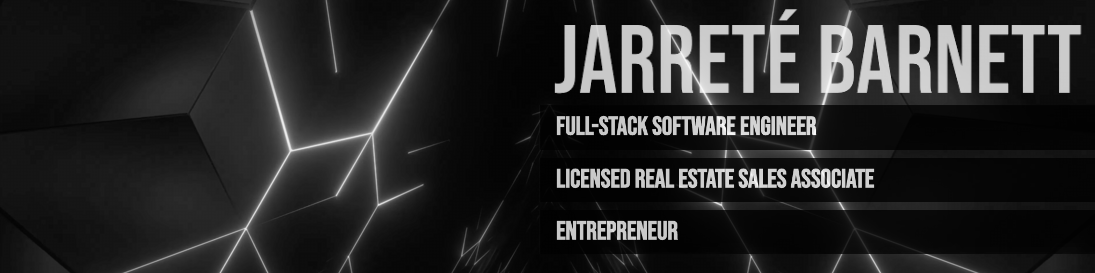 JARRETÉ BARNETT
FULL-STACK SOFTWARE ENGINEER
LICENSED REAL ESTATE SALES ASSOCIATE
ENTREPRENEUR